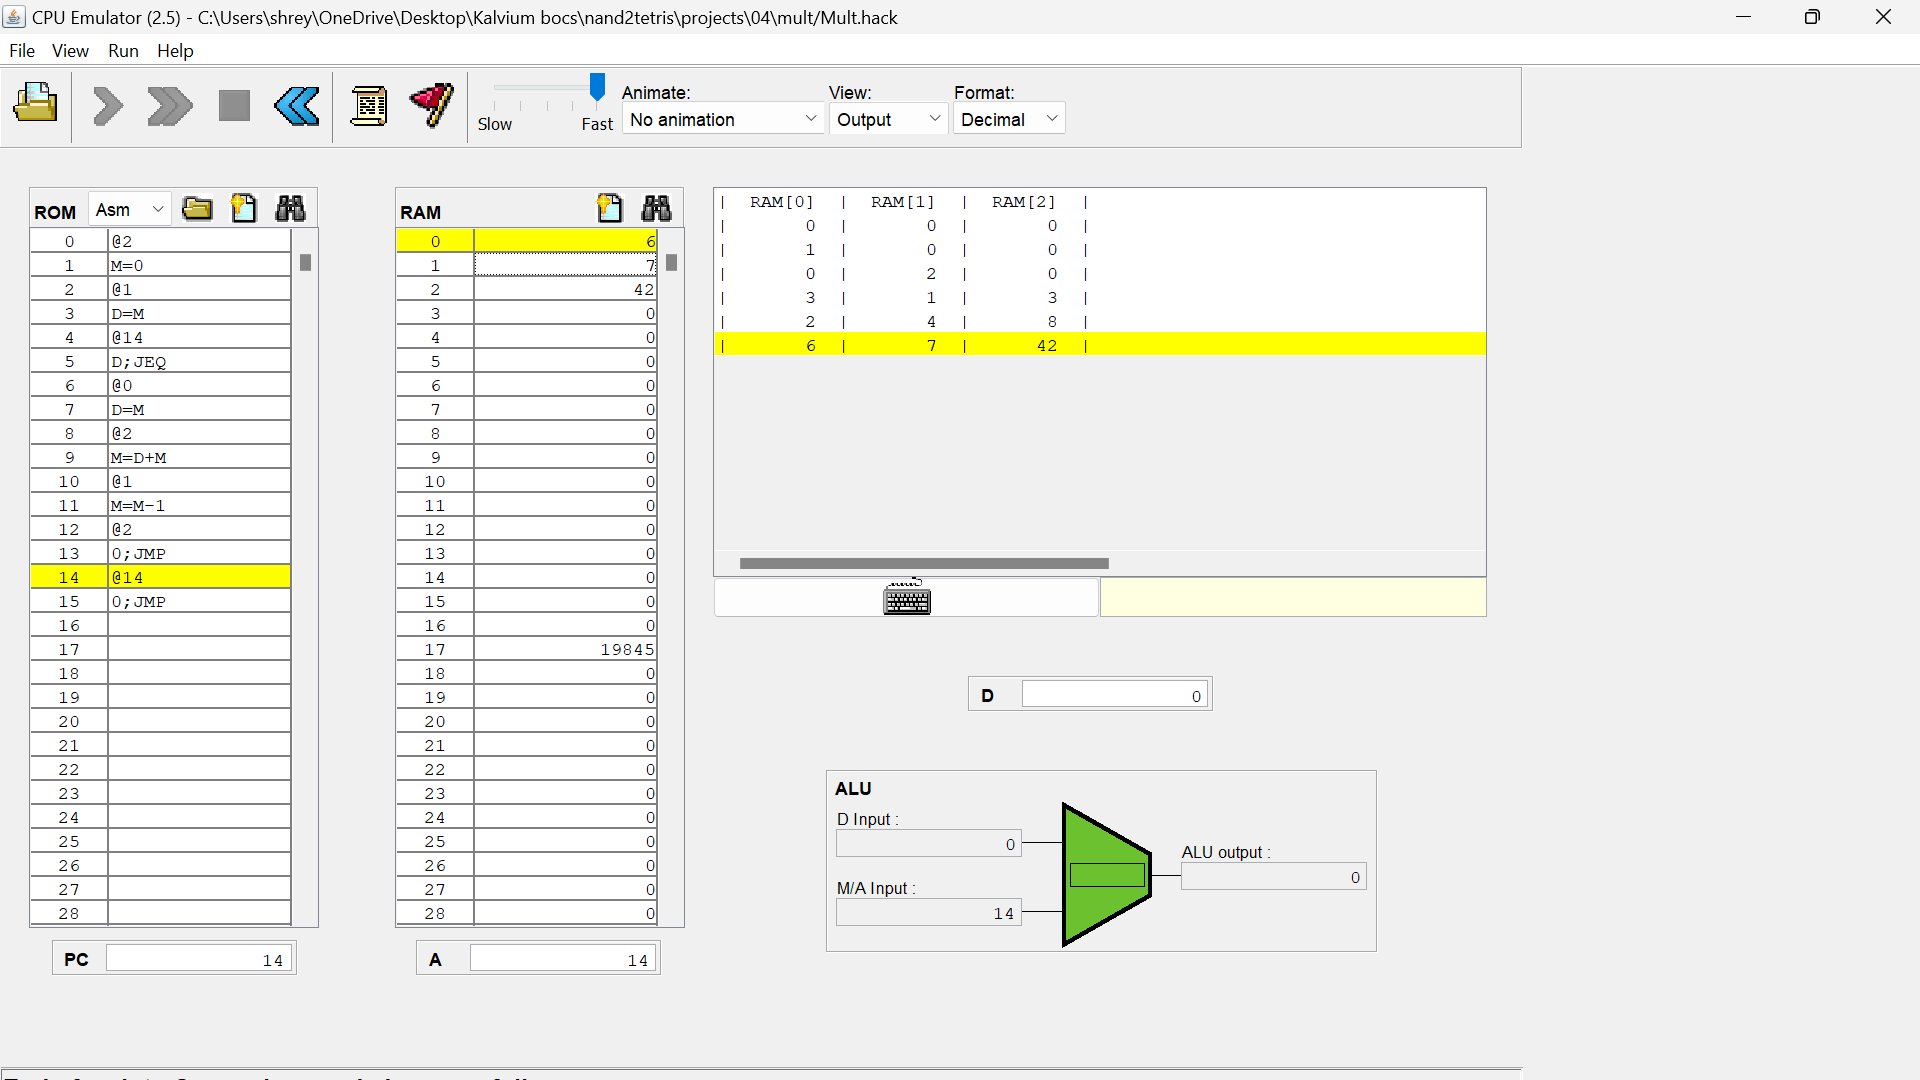 CPU Emulator (2.5) - C:\Users\shrey\OneDrive\Desktop\Kalvium bocs\nand2tetris\projects\04\mult/Mult.hack
File View Run Help
Slow Fast
Animate:
No animation
View:
Output
Format:
Decimal
ROM Asm
0 @2
1 M=0
2 @1
3 D=M
4 @14
5 D;JEQ
6 @0
7 D=M
8 @2
9 M=D+M
10 @1
11 M=M-1
12 @2
13 0;JMP
14 @14
15 0;JMP
16
17
18
19
20
21
22
23
24
25
26
27
28
PC 14
RAM
0 6
1 7
2 42
3 0
4 0
5 0
6 0
7 0
8 0
9 0
10 0
11 0
12 0
13 0
14 0
15 0
16 0
17 19845
18 0
19 0
20 0
21 0
22 0
23 0
24 0
25 0
26 0
27 0
28 0
A 14
| RAM[0] | RAM[1] | RAM[2] |
| 0 | 0 | 0 |
| 1 | 0 | 0 |
| 0 | 2 | 0 |
| 3 | 1 | 3 |
| 2 | 4 | 8 |
| 6 | 7 | 42 |
D 0
ALU
D Input :
0
M/A Input :
14
ALU output :
0